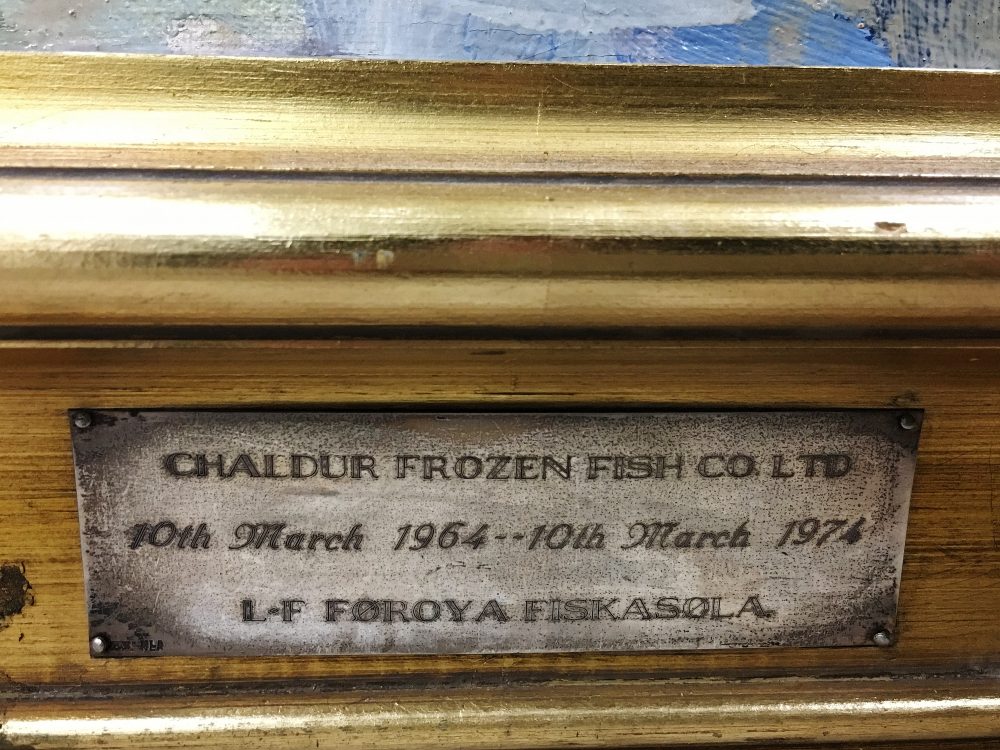 CHALDUR FROZEN FISH CO. LTD
10th March 1964--10th March 1974
L-F FØROYA FISKASØLA.